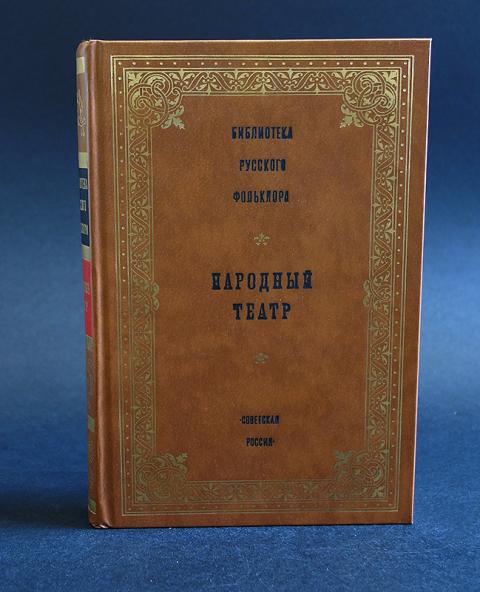 БИБЛИОТЕКА
РУССКОГО
ФОЛЬКЛОРА
НАРОДНЫЙ
ТЕАТР
·СОВЕТСКАЯ
РОССИЯ·